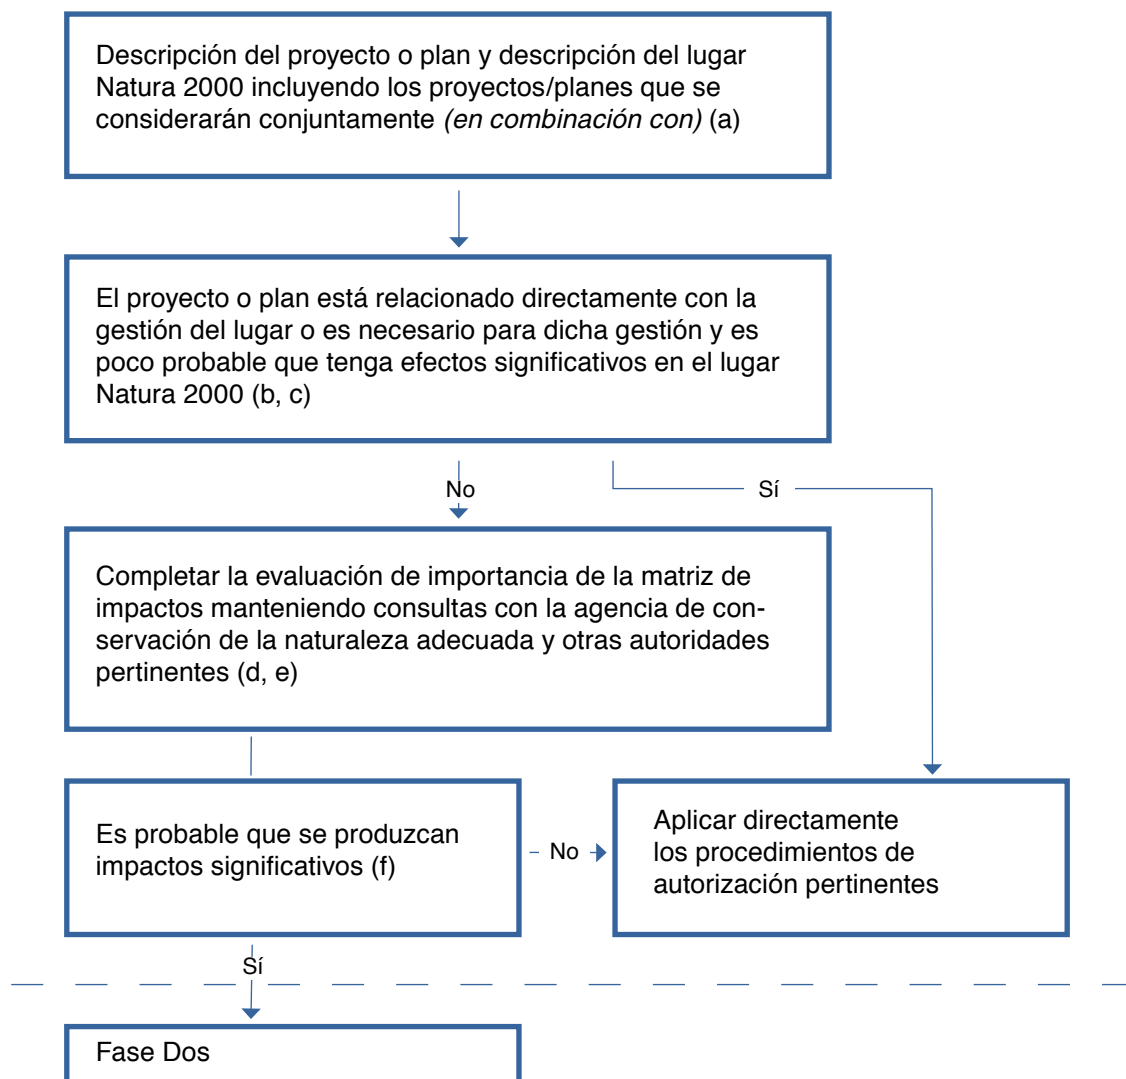 Descripción del proyecto o plan y descripción del lugar
Natura 2000 incluyendo los proyectos/planes que se
considerarán conjuntamente (en combinación con) (a)
El proyecto o plan está relacionado directamente con la
gestión del lugar o es necesario para dicha gestión y es
poco probable que tenga efectos significativos en el lugar
Natura 2000 (b, c)
No
Sí
Completar la evaluación de importancia de la matriz de
impactos manteniendo consultas con la agencia de con-
servación de la naturaleza adecuada y otras autoridades
pertinentes (d, e)
Es probable que se produzcan
impactos significativos (f)
No
Aplicar directamente
los procedimientos de
autorización pertinentes
Sí
Fase Dos